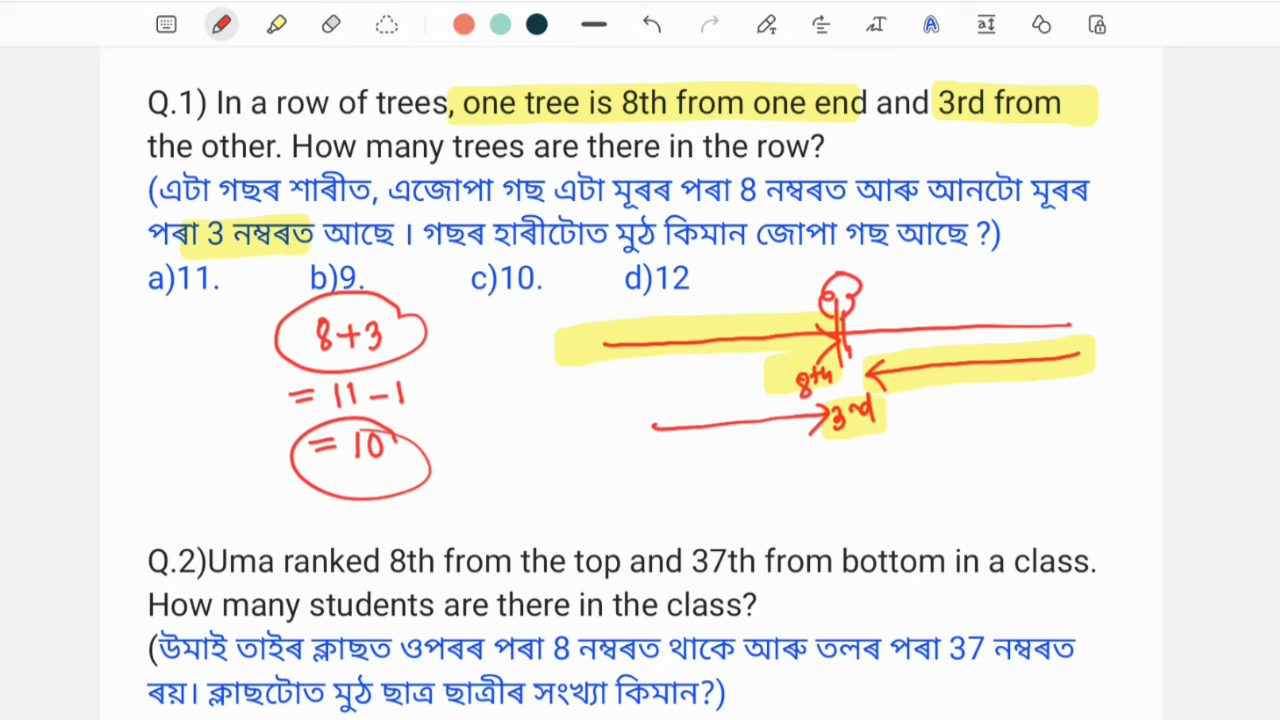 Q.1) In a row of trees, one tree is 8th from one end and 3rd from
the other. How many trees are there in the row?
(এটা গছৰ শাৰীত, এজোপা গছ এটা মূৰৰ পৰা 8 নম্বৰত আৰু আনটো মূৰৰ
পৰা 3 নম্বৰত আছে । গছৰ হাৰীটোত মুঠ কিমান জোপা গছ আছে ?)
a)11. b)9. c)10. d)12
8+3
= 11-1
= 10
8th
3rd
Q.2)Uma ranked 8th from the top and 37th from bottom in a class.
How many students are there in the class?
(উমাই তাইৰ ক্লাছত ওপৰৰ পৰা 8 নম্বৰত থাকে আৰু তলৰ পৰা 37 নম্বৰত
ৰয়। ক্লাছটোত মুঠ ছাত্ৰ ছাত্ৰীৰ সংখ্যা কিমান?)